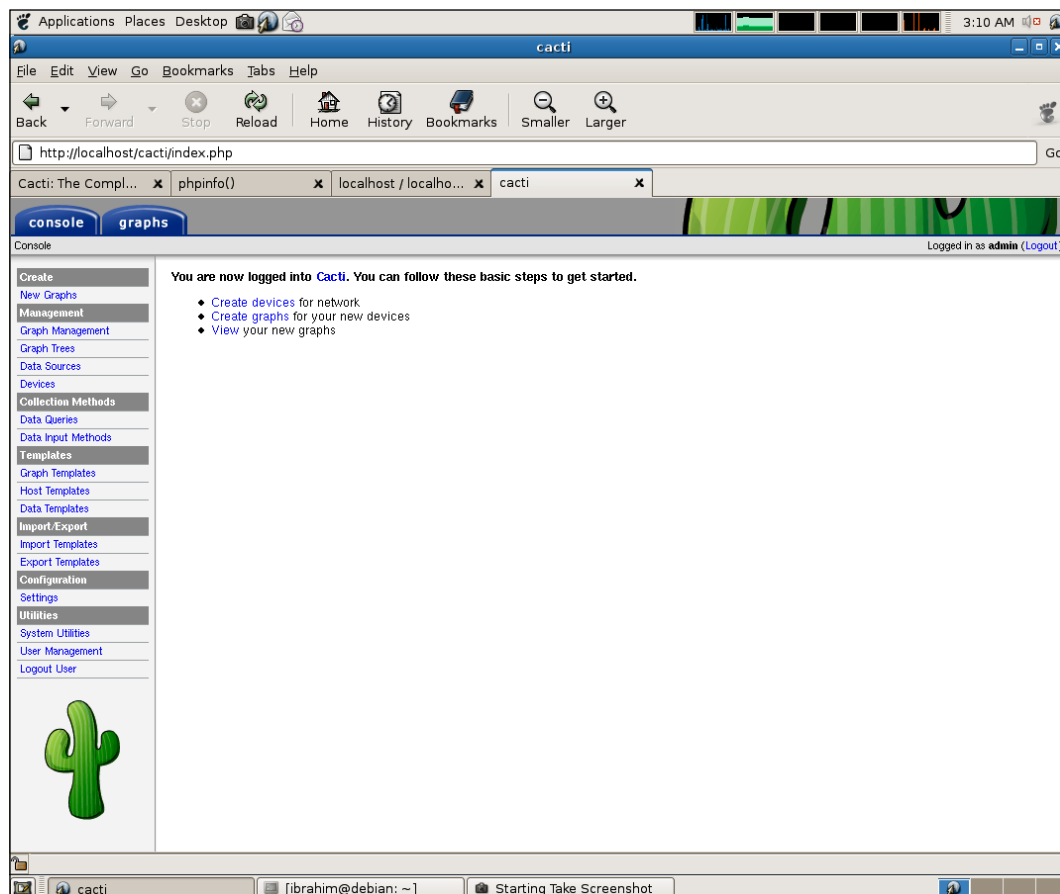 Applications Places Desktop 3:10 AM
cacti
File Edit View Go Bookmarks Tabs Help
Back Forward Stop Reload Home History Bookmarks Smaller Larger
http://localhost/cacti/index.php
Cacti: The Compl... phpinfo() localhost / localho... cacti
console graphs
Console Logged in as admin (Logout)
You are now logged into Cacti. You can follow these basic steps to get started.
Create devices for network
Create graphs for your new devices
View your new graphs
Create
New Graphs
Management
Graph Management
Graph Trees
Data Sources
Devices
Collection Methods
Data Queries
Data Input Methods
Templates
Graph Templates
Host Templates
Data Templates
Import/Export
Import Templates
Export Templates
Configuration
Settings
Utilities
System Utilities
User Management
Logout User
cacti [ibrahim@debian: ~] Starting Take Screenshot